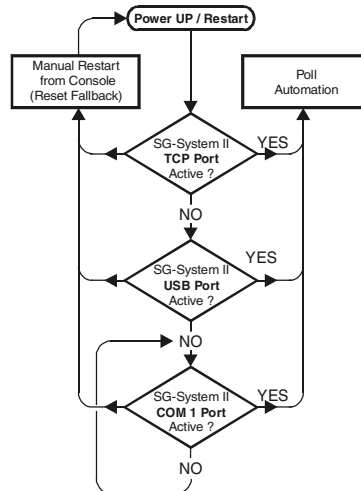 Power UP / Restart
Manual Restart
from Console
(Reset Fallback)
Poll
Automation
SG-System II
TCP Port
Active ?
YES
NO
SG-System II
USB Port
Active ?
YES
NO
SG-System II
COM 1 Port
Active ?
YES
NO